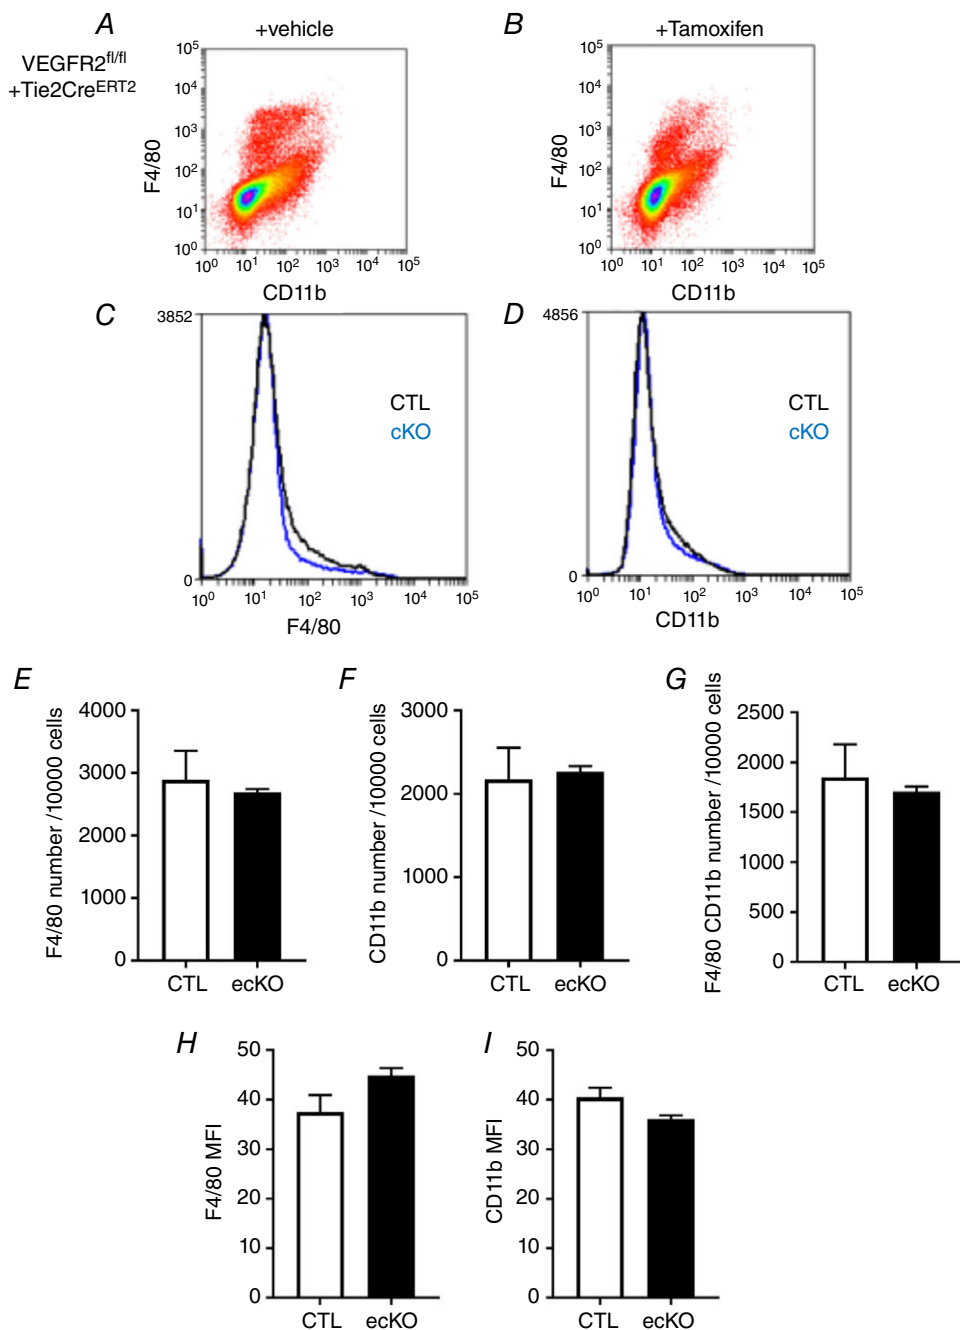 A
+vehicle
B
+Tamoxifen
VEGFR2fl/fl
+Tie2CreERT2
10^5
10^4
10^3
10^2
10^1
10^0
F4/80
10^0 10^1 10^2 10^3 10^4 10^5
CD11b
10^5
10^4
10^3
10^2
10^1
10^0
F4/80
10^0 10^1 10^2 10^3 10^4 10^5
CD11b
C
3852
CTL
cKO
0
10^0 10^1 10^2 10^3 10^4 10^5
F4/80
D
4856
CTL
cKO
0
10^0 10^1 10^2 10^3 10^4 10^5
CD11b
E
F4/80 number /10000 cells
4000
3000
2000
1000
0
CTL ecKO
F
CD11b number /10000 cells
3000
2000
1000
0
CTL ecKO
G
F4/80 CD11b number /10000 cells
2500
2000
1500
1000
500
0
CTL ecKO
H
F4/80 MFI
50
40
30
20
10
0
CTL ecKO
I
CD11b MFI
50
40
30
20
10
0
CTL ecKO